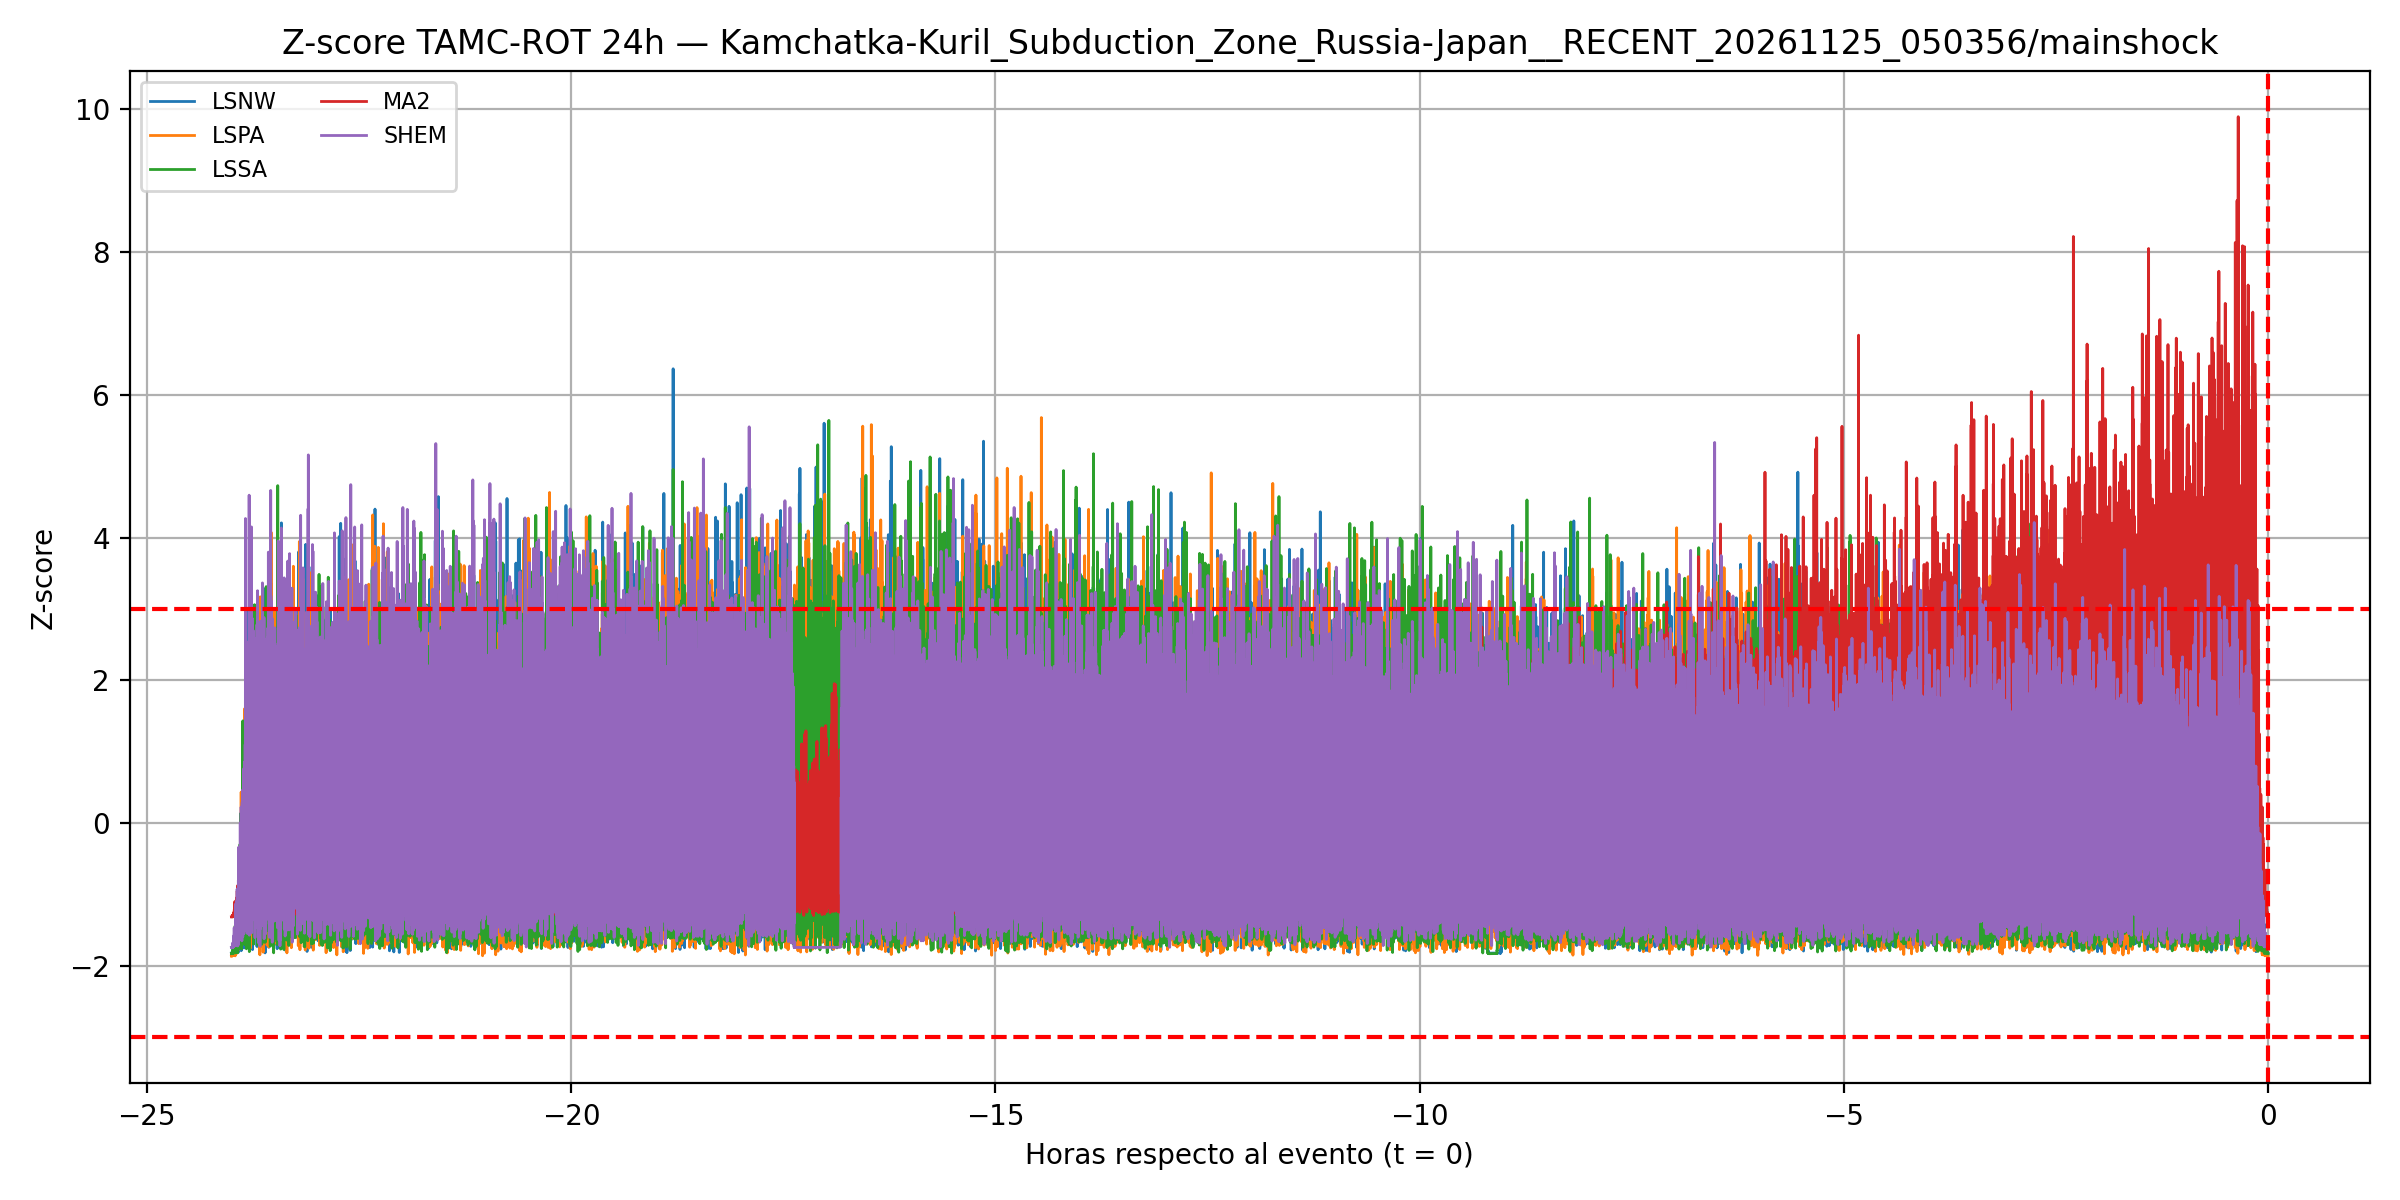 Z-score TAMC-ROT 24h — Kamchatka-Kuril_Subduction_Zone_Russia-Japan__RECENT_20261125_050356/mainshock
LSNW
LSPA
LSSA
MA2
SHEM
Z-score
10
8
6
4
2
0
−2
−25
−20
−15
−10
−5
0
Horas respecto al evento (t = 0)